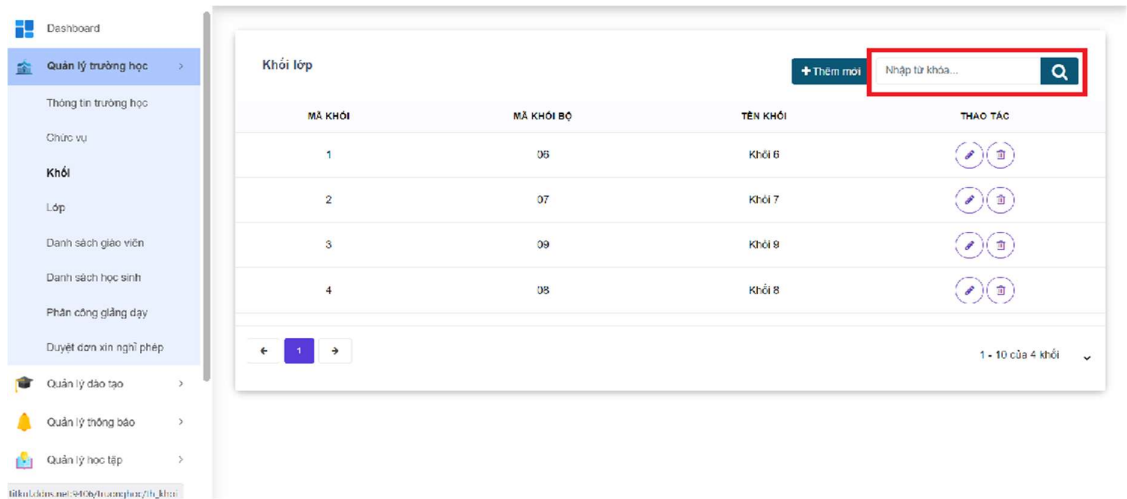 Dashboard
Quản lý trường học
Thông tin trường học
Chức vụ
Khối
Lớp
Danh sách giáo viên
Danh sách học sinh
Phân công giảng dạy
Duyệt đơn xin nghỉ phép
Quản lý đào tạo
Quản lý thông báo
Quản lý học tập
Khối lớp
+ Thêm mới
Nhập từ khóa...
MÃ KHỐI MÃ KHỐI BỘ TÊN KHỐI THAO TÁC
1 06 Khối 6
2 07 Khối 7
3 09 Khối 9
4 08 Khối 8
← 1 →
1 - 10 của 4 khối